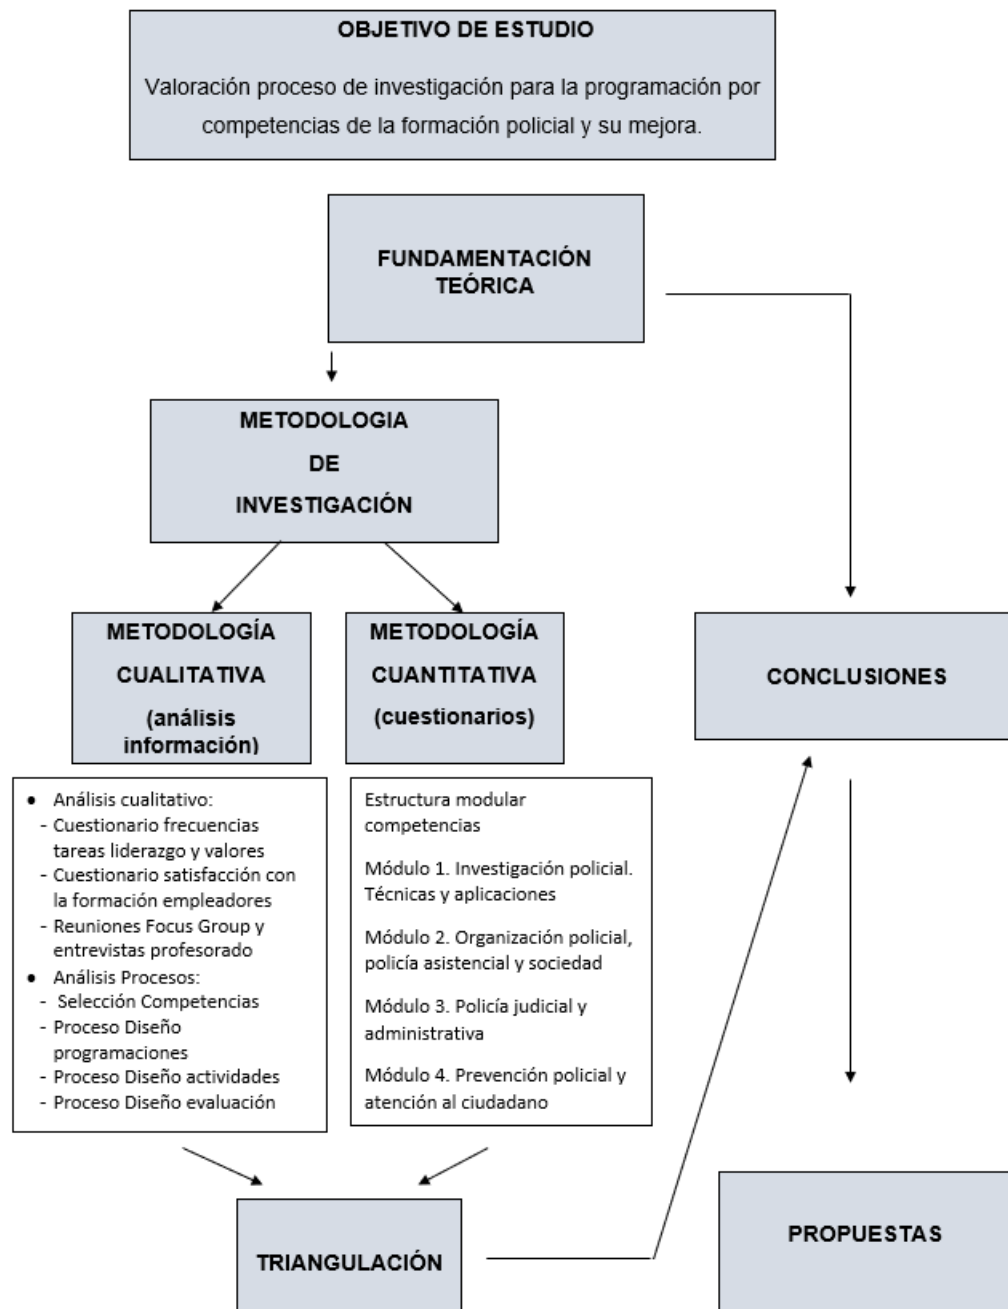 OBJETIVO DE ESTUDIO
Valoración proceso de investigación para la programación por
competencias de la formación policial y su mejora.
FUNDAMENTACIÓN
TEÓRICA
METODOLOGIA
DE
INVESTIGACIÓN
METODOLOGÍA
CUALITATIVA
(análisis
información)
METODOLOGÍA
CUANTITATIVA
(cuestionarios)
CONCLUSIONES
● Análisis cualitativo:
- Cuestionario frecuencias
tareas liderazgo y valores
- Cuestionario satisfacción con
la formación empleadores
- Reuniones Focus Group y
entrevistas profesorado
● Análisis Procesos:
- Selección Competencias
- Proceso Diseño
programaciones
- Proceso Diseño actividades
- Proceso Diseño evaluación
Estructura modular
competencias
Módulo 1. Investigación policial.
Técnicas y aplicaciones
Módulo 2. Organización policial,
policía asistencial y sociedad
Módulo 3. Policía judicial y
administrativa
Módulo 4. Prevención policial y
atención al ciudadano
TRIANGULACIÓN
PROPUESTAS